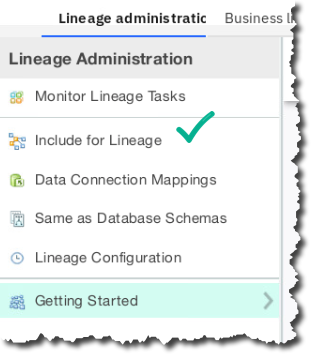 Lineage administratic
Business li
Lineage Administration
Monitor Lineage Tasks
Include for Lineage
Data Connection Mappings
Same as Database Schemas
Lineage Configuration
Getting Started